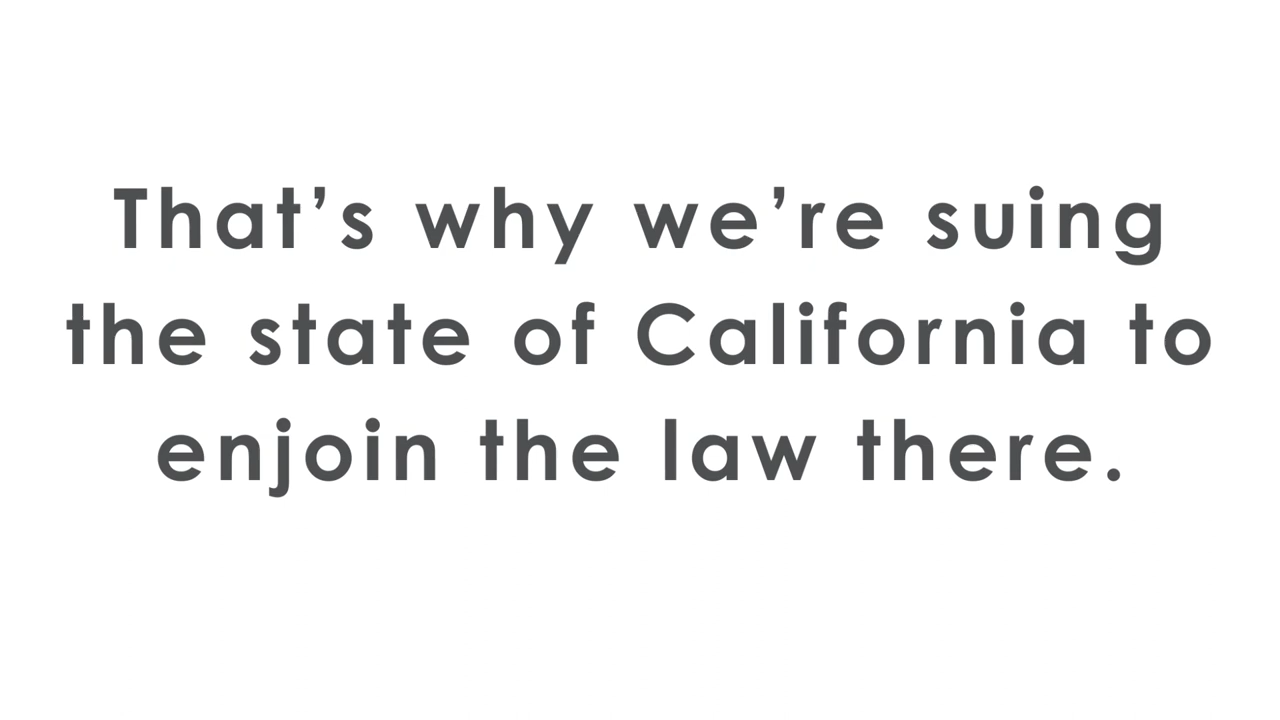 That’s why we’re suing
the state of California to
enjoin the law there.